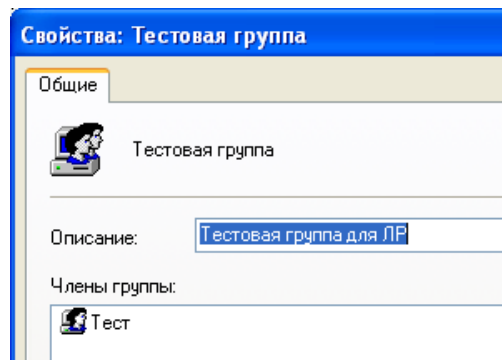 Свойства: Тестовая группа
Общие
Тестовая группа
Описание:
Тестовая группа для ЛР
Члены группы:
Тест